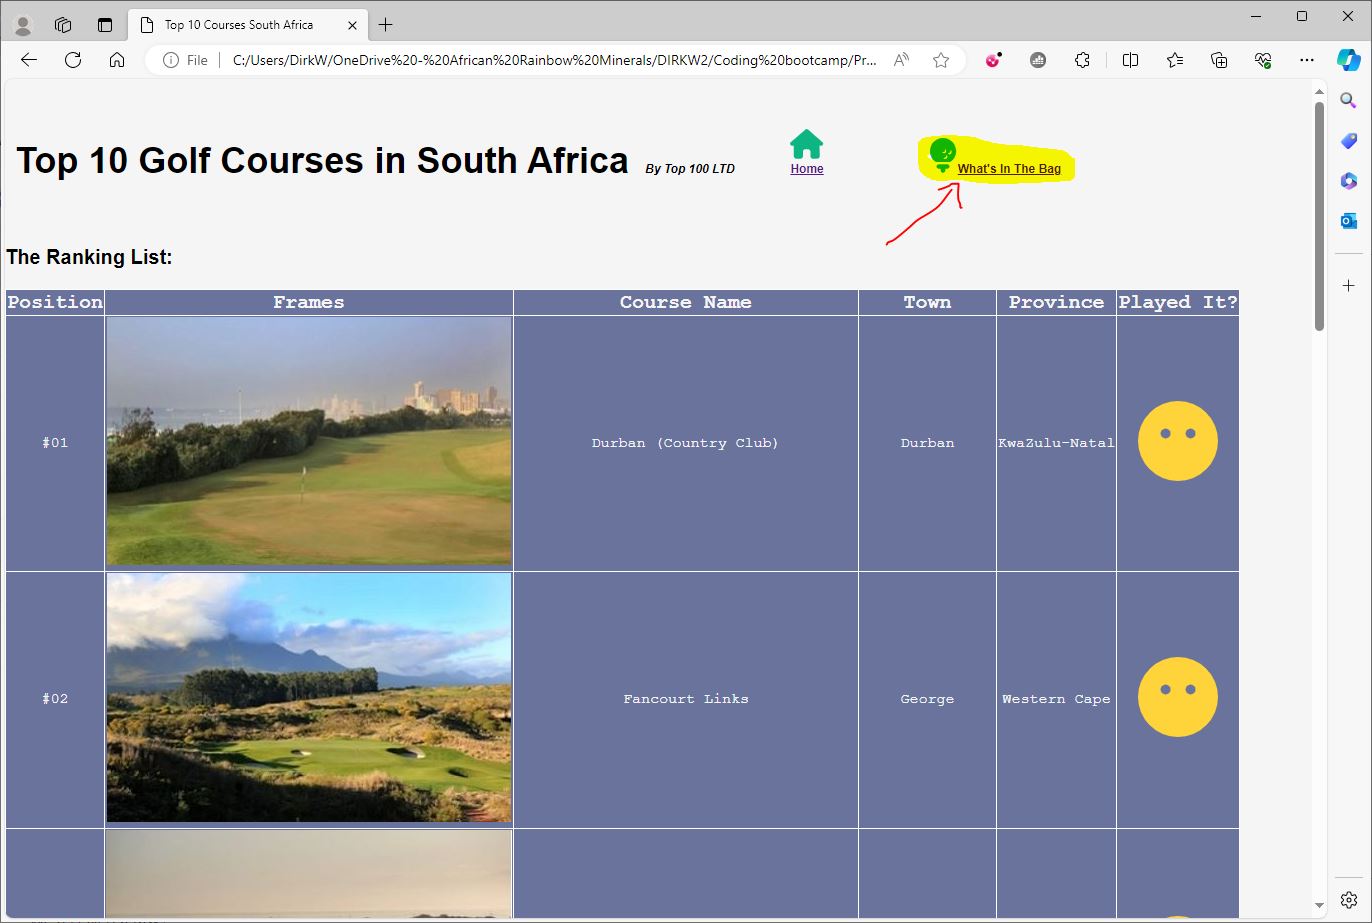 Top 10 Courses South Africa
File
C:/Users/DirkW/OneDrive%20-%20African%20Rainbow%20Minerals/DIRKW2/Coding%20bootcamp/Pr...
Top 10 Golf Courses in South Africa By Top 100 LTD
Home
What's In The Bag
The Ranking List:
Position Frames Course Name Town Province Played It?
#01 Durban (Country Club) Durban KwaZulu-Natal
#02 Fancourt Links George Western Cape